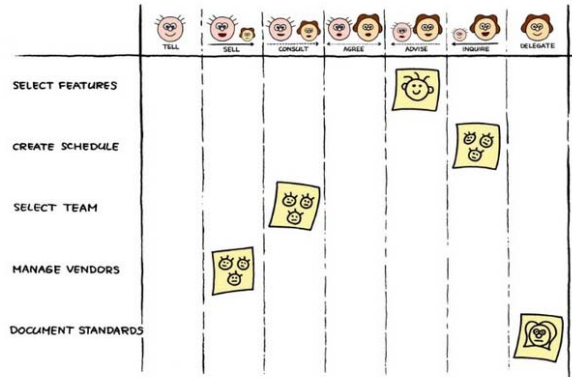 TELL SELL CONSULT AGREE ADVISE INQUIRE DELEGATE
SELECT FEATURES
CREATE SCHEDULE
SELECT TEAM
MANAGE VENDORS
DOCUMENT STANDARDS